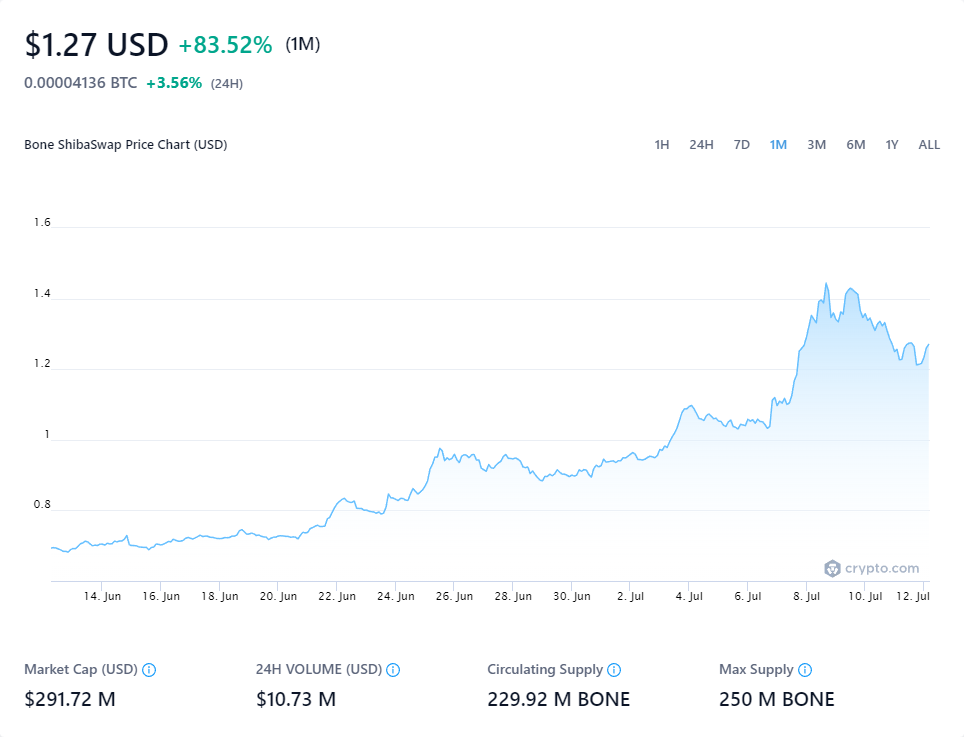 $1.27 USD +83.52% (1M)
0.00004136 BTC +3.56% (24H)
Bone ShibaSwap Price Chart (USD) 1H 24H 7D 1M 3M 6M 1Y ALL
1.6
1.4
1.2
1
0.8
crypto.com
14. Jun 16. Jun 18. Jun 20. Jun 22. Jun 24. Jun 26. Jun 28. Jun 30. Jun 2. Jul 4. Jul 6. Jul 8. Jul 10. Jul 12. Jul
Market Cap (USD) 24H VOLUME (USD) Circulating Supply Max Supply
$291.72 M $10.73 M 229.92 M BONE 250 M BONE